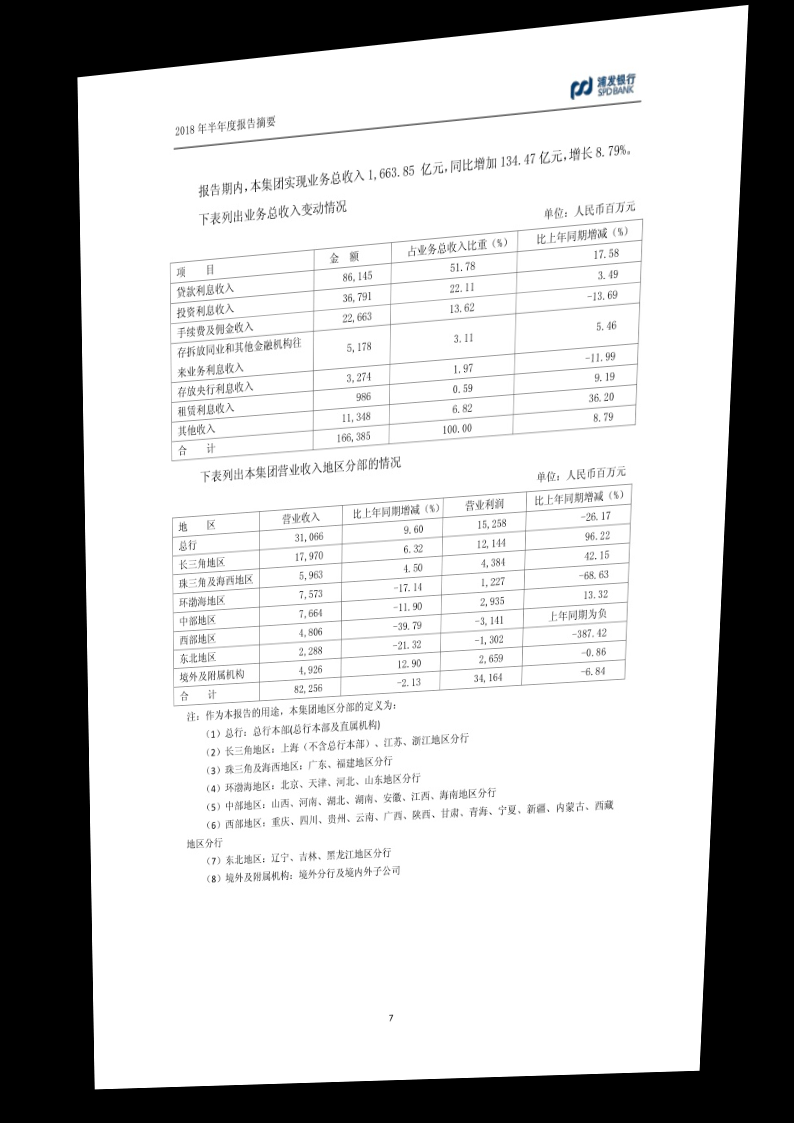 2018 年半年度报告摘要
浦发银行
SPD BANK
报告期内，本集团实现业务总收入 1,663.85 亿元，同比增加 134.47 亿元，增长 8.79%。
下表列出业务总收入变动情况
单位：人民币百万元
项 目 金 额 占业务总收入比重（%） 比上年同期增减（%）
贷款利息收入 86,145 51.78 17.58
投资利息收入 36,791 22.11 3.49
手续费及佣金收入 22,663 13.62 -13.69
存拆放同业和其他金融机构往
来业务利息收入 5,178 3.11 5.46
存放央行利息收入 3,274 1.97 -11.99
租赁利息收入 986 0.59 9.19
其他收入 11,348 6.82 36.20
合 计 166,385 100.00 8.79
下表列出本集团营业收入地区分部的情况
单位：人民币百万元
地 区 营业收入 比上年同期增减（%） 营业利润 比上年同期增减（%）
总行 31,066 9.60 15,258 -26.17
长三角地区 17,970 6.32 12,144 96.22
珠三角及海西地区 5,963 4.50 4,384 42.15
环渤海地区 7,573 -17.14 1,227 -68.63
中部地区 7,664 -11.90 2,935 13.32
西部地区 4,806 -39.79 -3,141 上年同期为负
东北地区 2,288 -21.32 -1,302 -387.42
境外及附属机构 4,926 12.90 2,659 -0.86
合 计 82,256 -2.13 34,164 -6.84
注：作为本报告的用途，本集团地区分部的定义为：
（1）总行：总行本部(总行本部及直属机构)
（2）长三角地区：上海（不含总行本部）、江苏、浙江地区分行
（3）珠三角及海西地区：广东、福建地区分行
（4）环渤海地区：北京、天津、河北、山东地区分行
（5）中部地区：山西、河南、湖北、湖南、安徽、江西、海南地区分行
（6）西部地区：重庆、四川、贵州、云南、广西、陕西、甘肃、青海、宁夏、新疆、内蒙古、西藏
地区分行
（7）东北地区：辽宁、吉林、黑龙江地区分行
（8）境外及附属机构：境外分行及境内外子公司
7